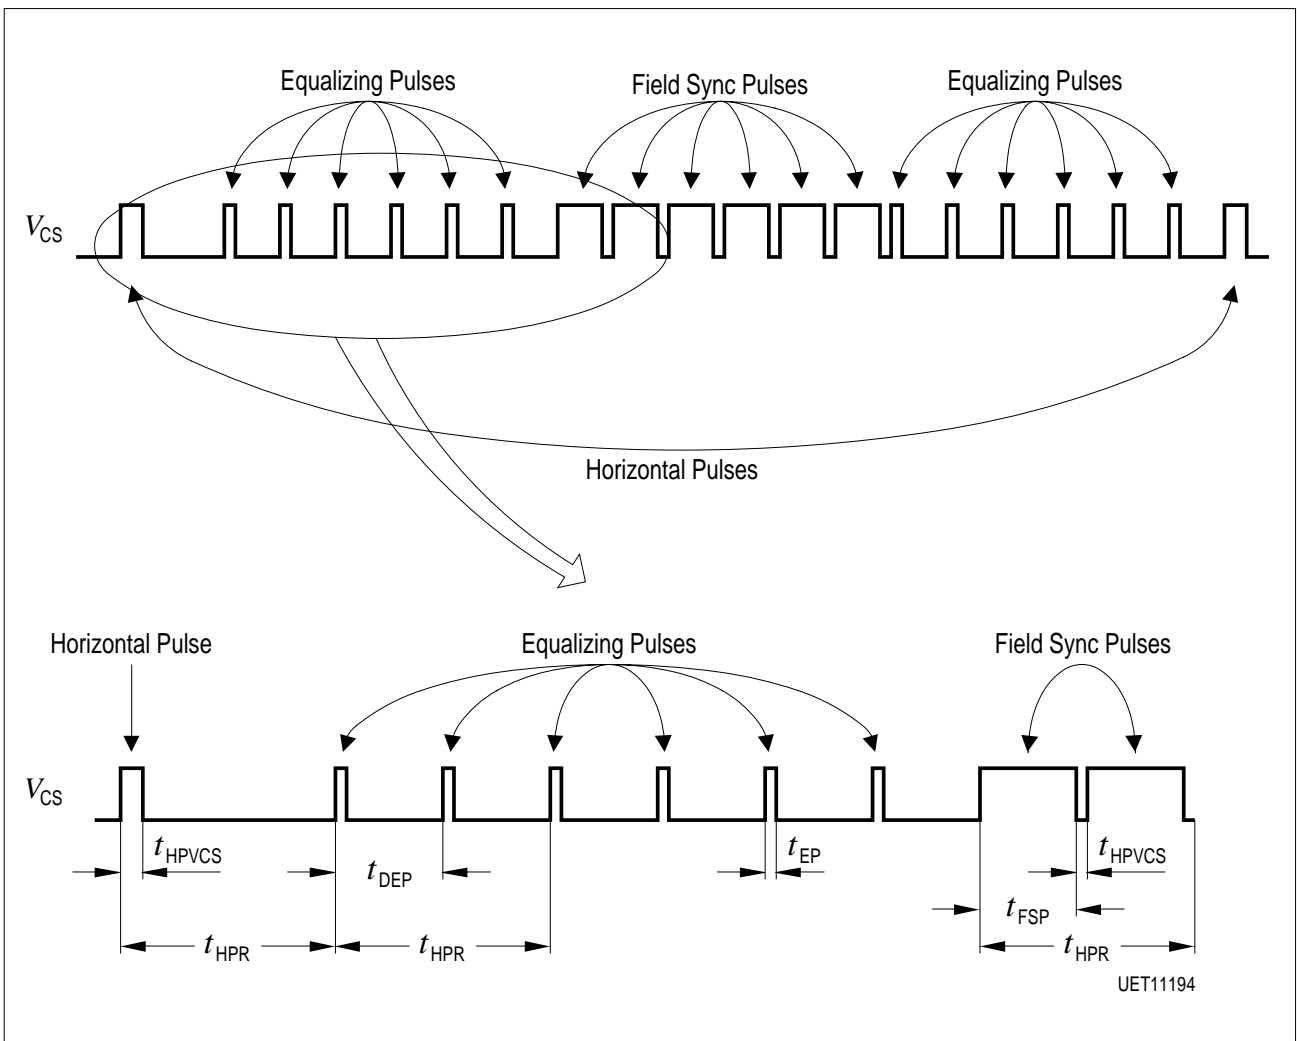 Equalizing Pulses
Field Sync Pulses
Equalizing Pulses
VCS
Horizontal Pulses
Horizontal Pulse
Equalizing Pulses
Field Sync Pulses
VCS
tHPVCS
tDEP
tEP
tHPVCS
tFSP
tHPR
tHPR
tHPR
UET11194